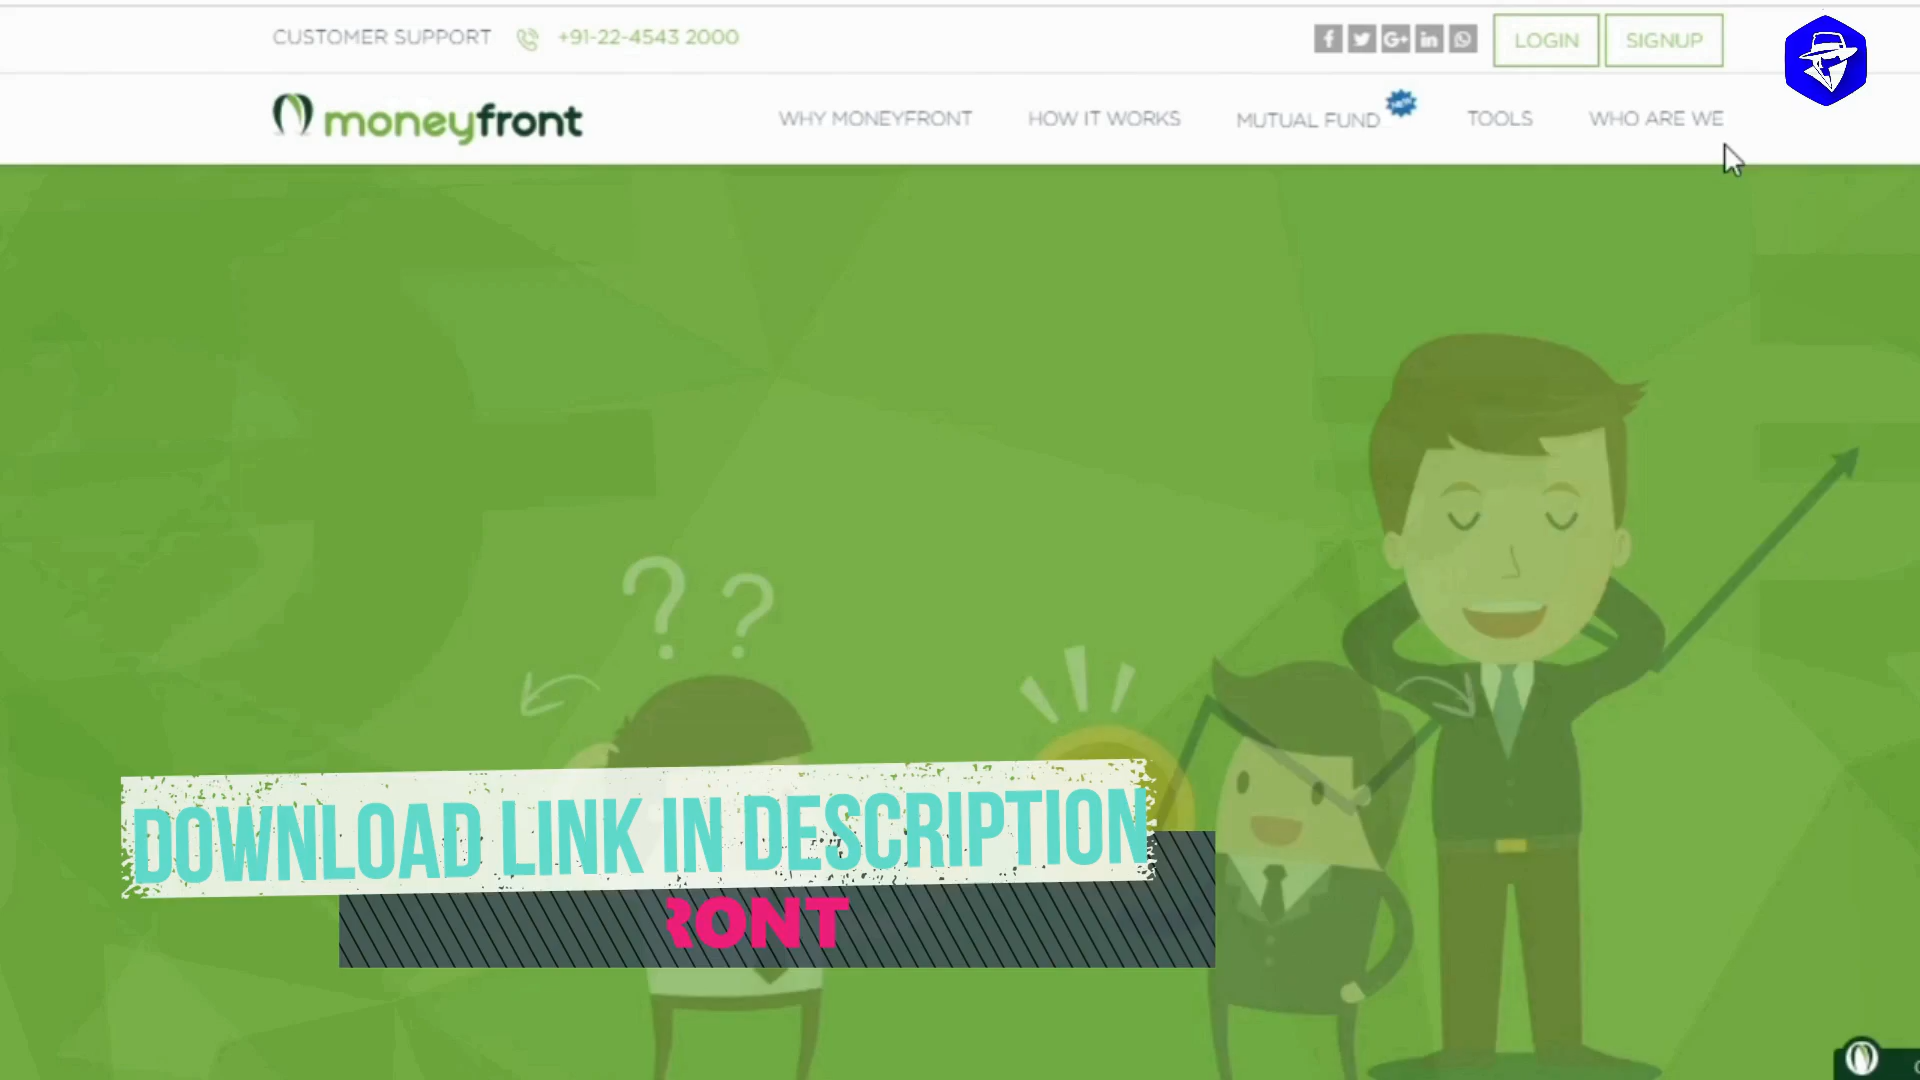 CUSTOMER SUPPORT +91-22-4543 2000
LOGIN SIGNUP
moneyfront
WHY MONEYFRONT HOW IT WORKS MUTUAL FUND NEW TOOLS WHO ARE WE
? ?
DOWNLOAD LINK IN DESCRIPTION
RONT